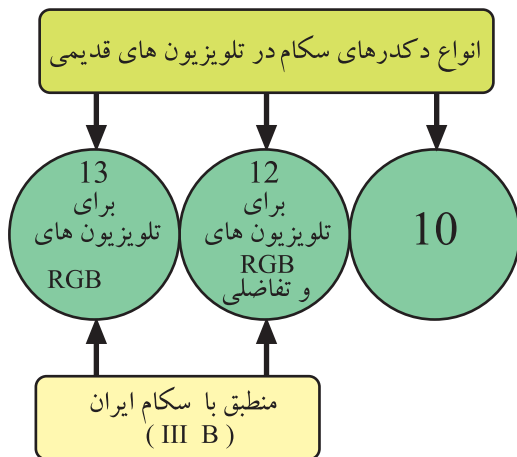 انواع دکدرهای سکام در تلویزیون های قدیمی
10
12
برای
تلویزیون های
RGB
و تفاضلی
13
برای
تلویزیون های
RGB
منطبق با سکام ایران
( III B )